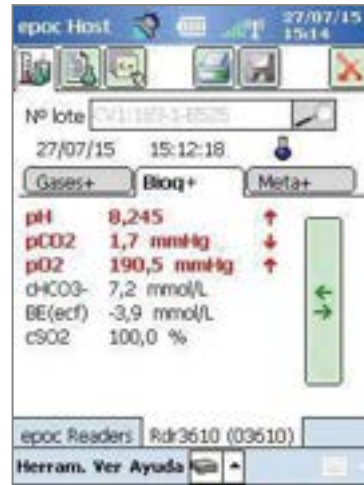 epoc Host 27/07/15
15:14
Nº lote
27/07/15 15:12:18
Gases+ Bioq+ Meta+
pH 8,245
pCO2 1,7 mmHg
pO2 190,5 mmHg
cHCO3- 7,2 mmol/L
BE(ecf) -3,9 mmol/L
cSO2 100,0 %
epoc Readers Rdr3610 (03610)
Herram. Ver Ayuda